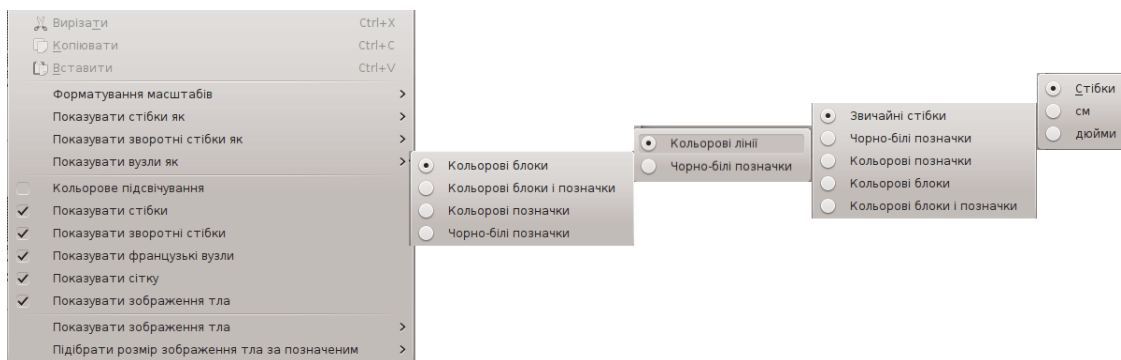 Вирізати Ctrl+X
Копіювати Ctrl+C
Вставити Ctrl+V
Форматування масштабів
Показувати стібки як
Показувати зворотні стібки як
Показувати вузли як
Кольорове підсвічування
Показувати стібки
Показувати зворотні стібки
Показувати французькі вузли
Показувати сітку
Показувати зображення тла
Показувати зображення тла
Підібрати розмір зображення тла за позначеним
Кольорові блоки
Кольорові блоки і позначки
Кольорові позначки
Чорно-білі позначки
Кольорові лінії
Чорно-білі позначки
Звичайні стібки
Чорно-білі позначки
Кольорові позначки
Кольорові блоки
Кольорові блоки і позначки
Стібки
см
дюйми